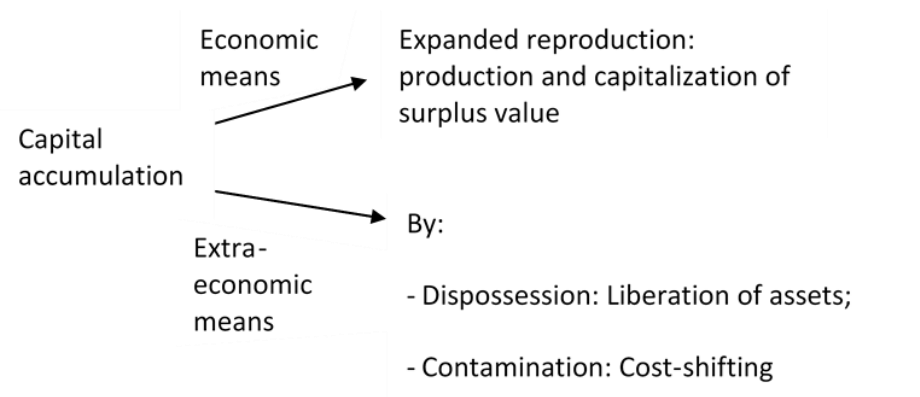 Economic
means
Expanded reproduction:
production and capitalization of
surplus value
Capital
accumulation
By:
Extra-
economic
means
- Dispossession: Liberation of assets;
- Contamination: Cost-shifting